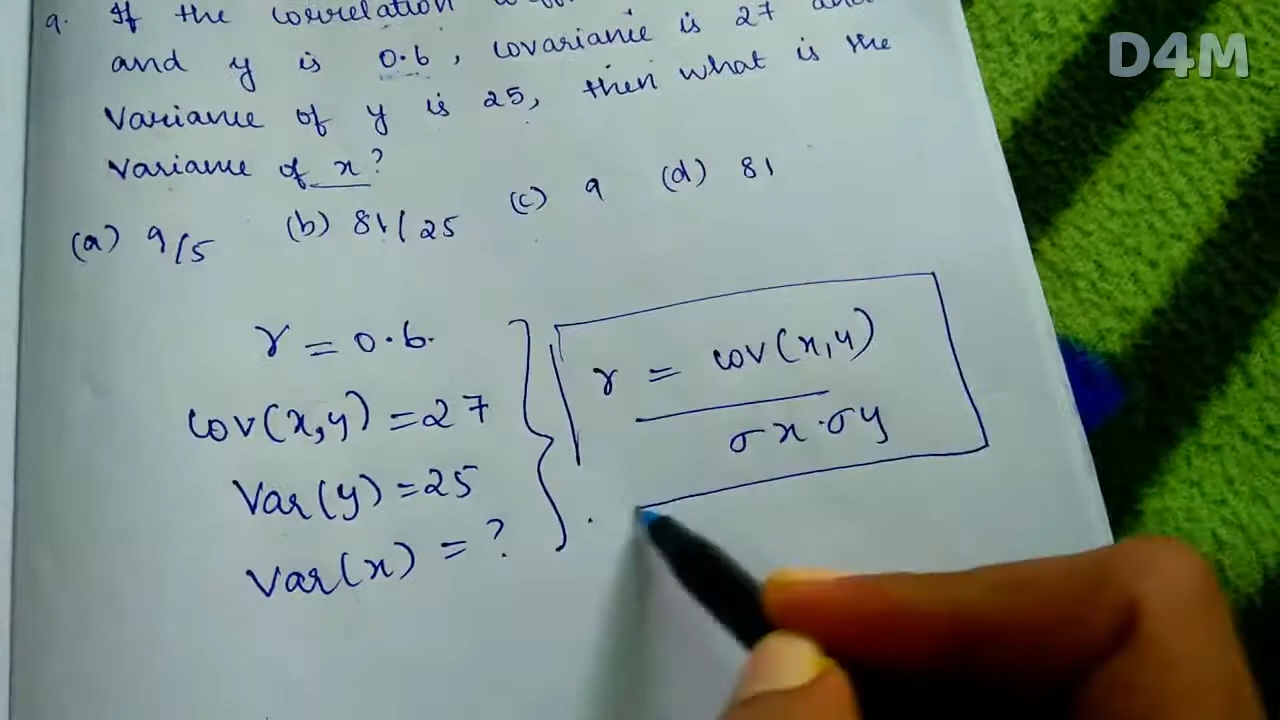 9. If the correlation
and y is 0.6, covariance is 27 and
Variance of y is 25, then what is the
Variance of x?
(a) 9/5 (b) 81/25 (c) 9 (d) 81
r = 0.6.
cov(x,y) = 27
Var(y) = 25
Var(x) = ?
r = cov(x,y)
σx.σy
D4M